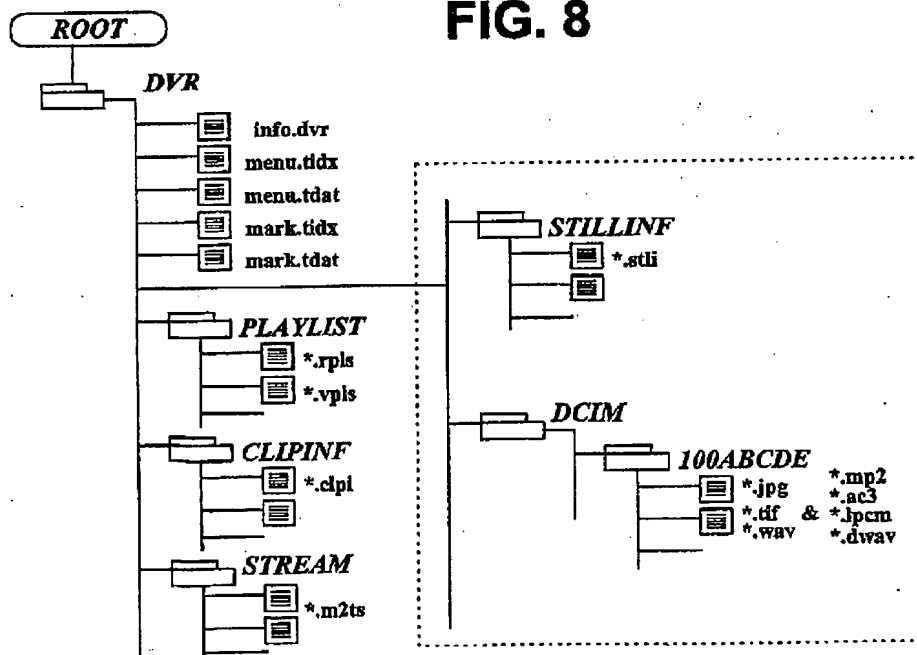 FIG. 8
ROOT
DVR
info.dvr
menu.tidx
menu.tdat
mark.tidx
mark.tdat
PLAYLIST
*.rpls
*.vpls
CLIPINF
*.clpi
STREAM
*.m2ts
STILLINF
*.stli
DCIM
100ABCDE
*.jpg
*.tif & 
*.wav
*.mp2
*.ac3
*.lpcm
*.dwav